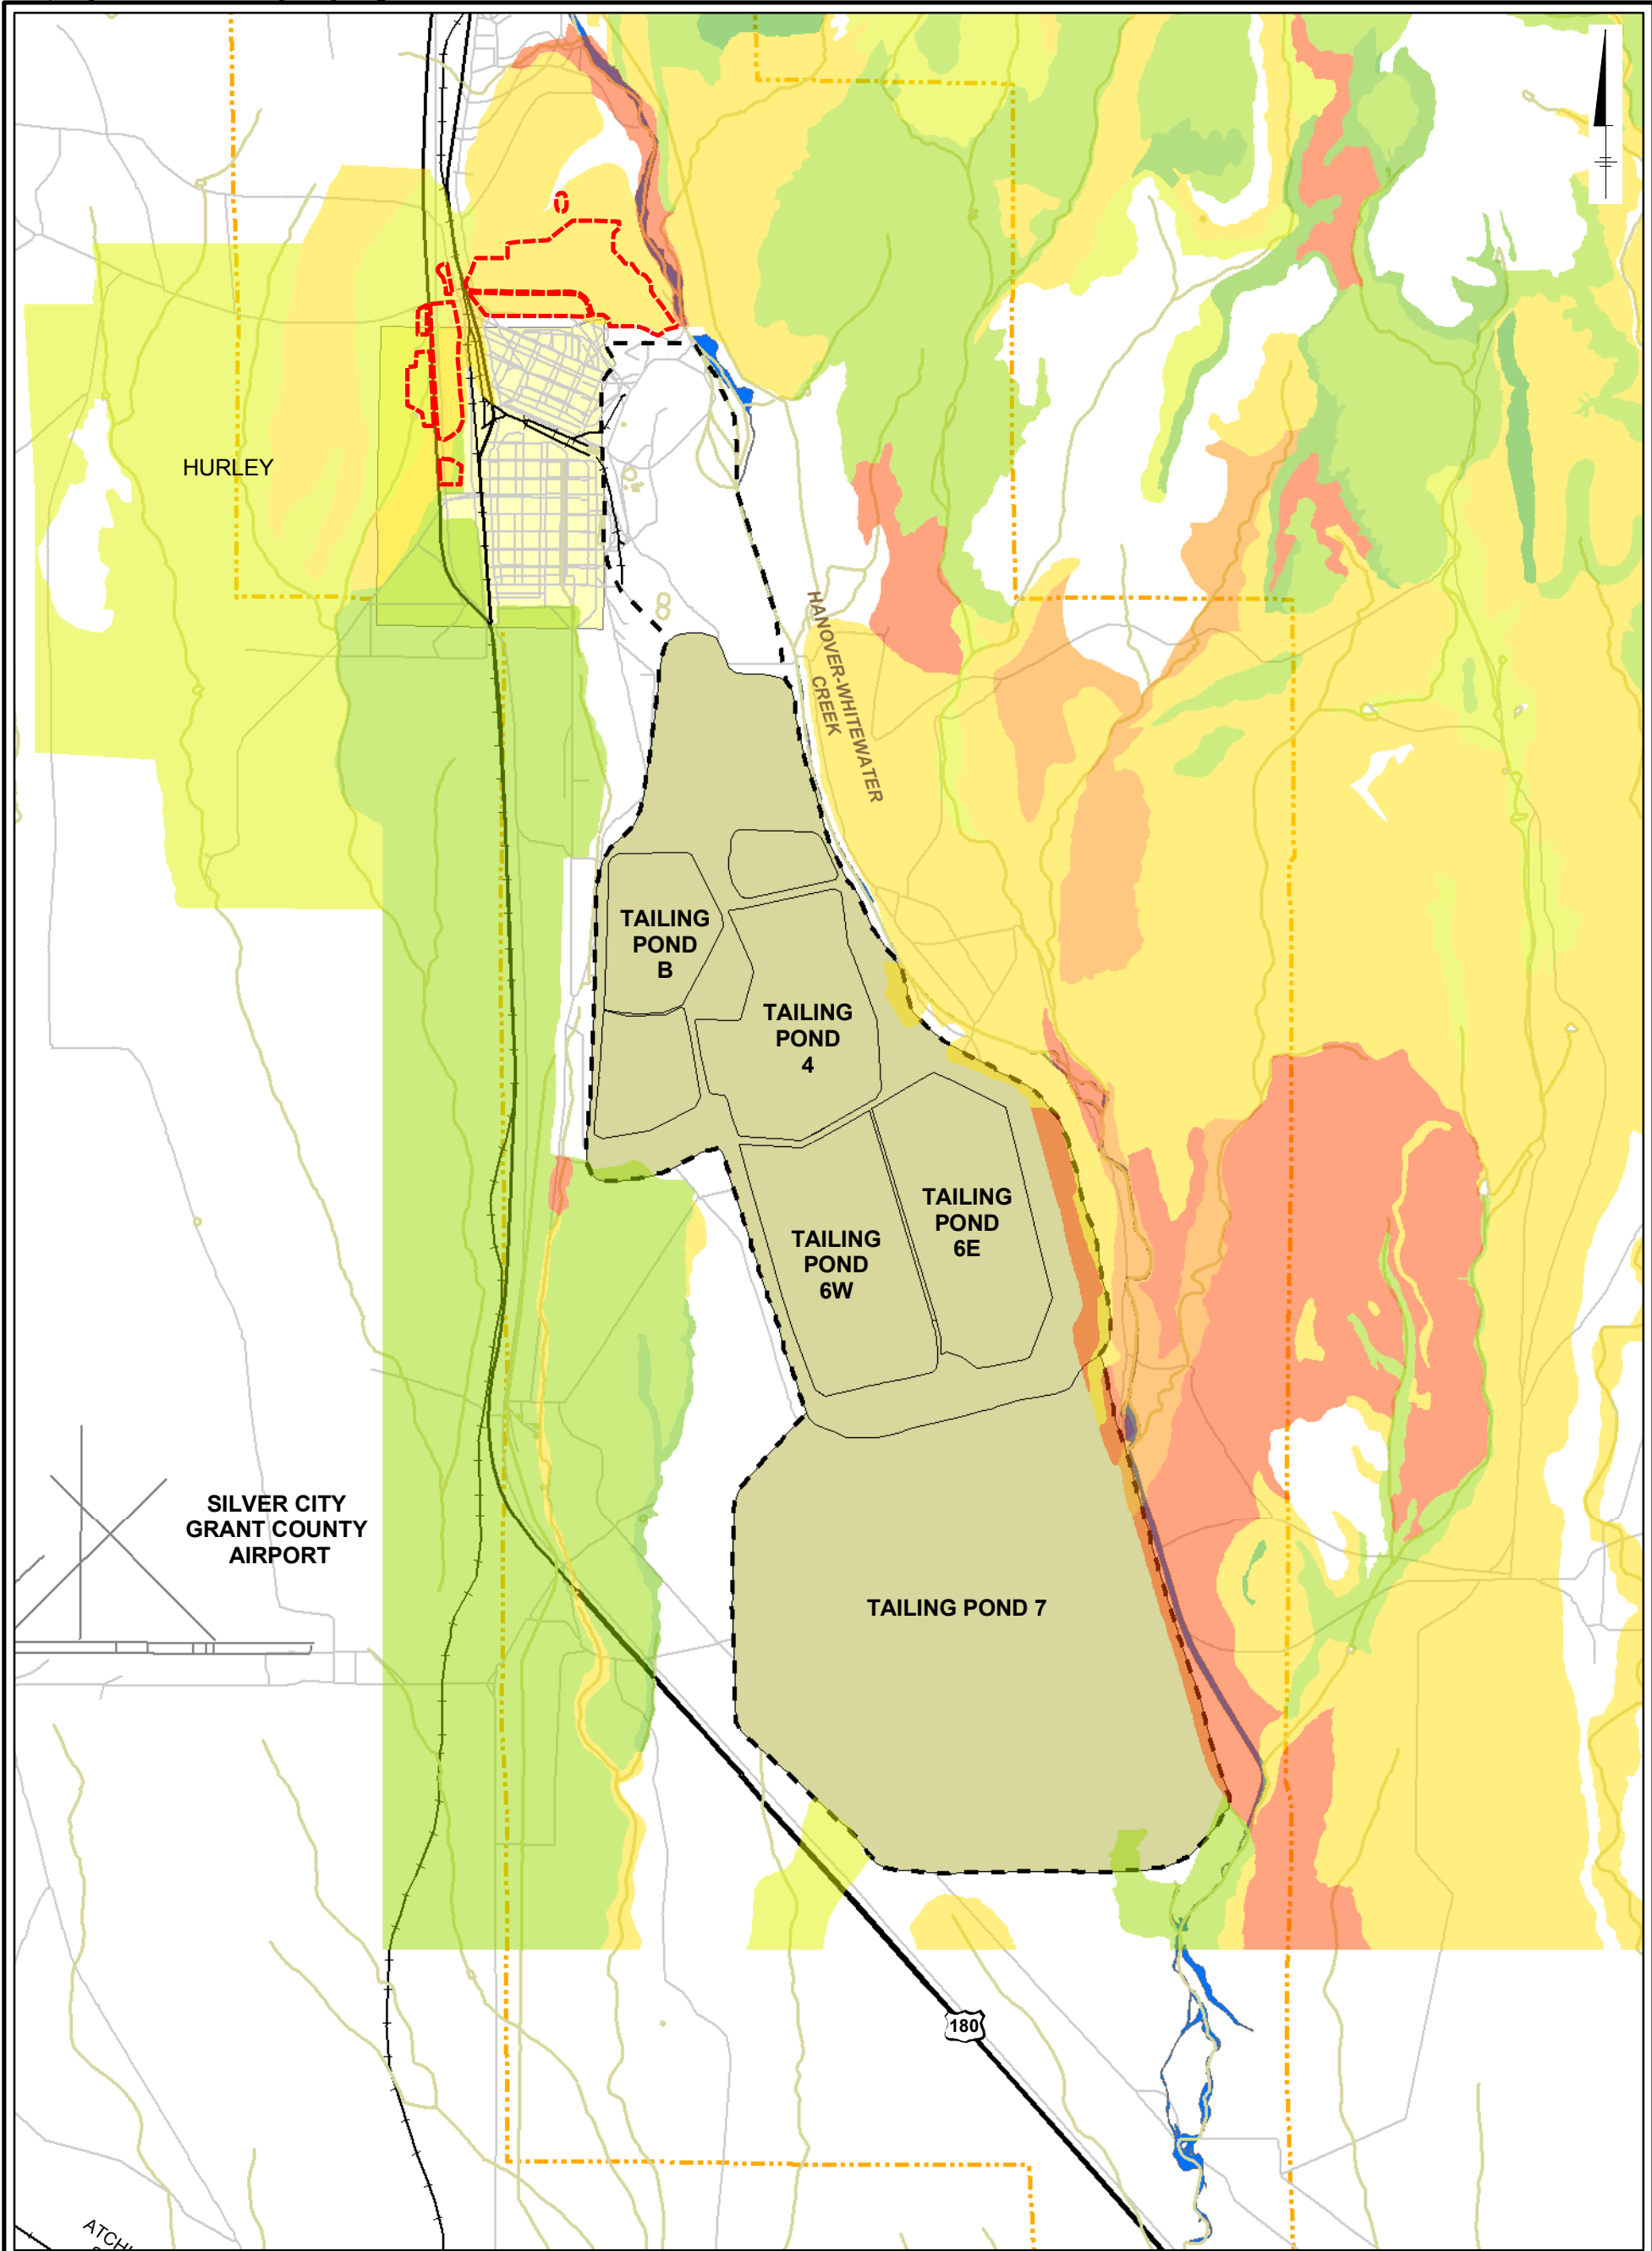 HURLEY
HANOVER-WHITEWATER
CREEK
TAILING
POND
B
TAILING
POND
4
TAILING
POND
6E
TAILING
POND
6W
SILVER CITY
GRANT COUNTY
AIRPORT
TAILING POND 7
180